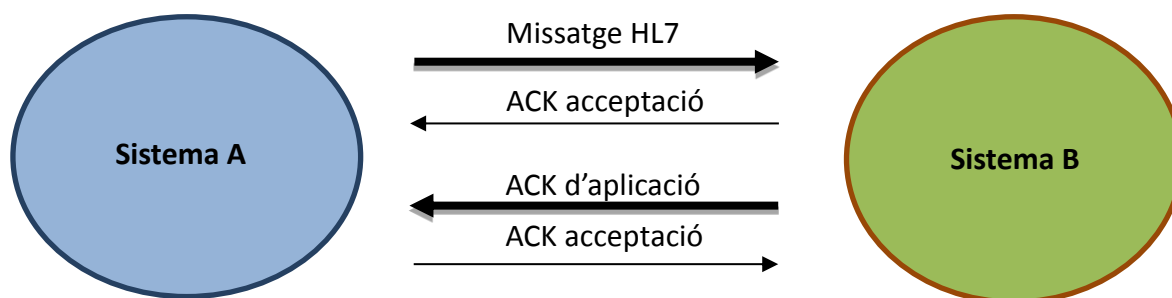 Missatge HL7
ACK acceptació
Sistema A
Sistema B
ACK d’aplicació
ACK acceptació